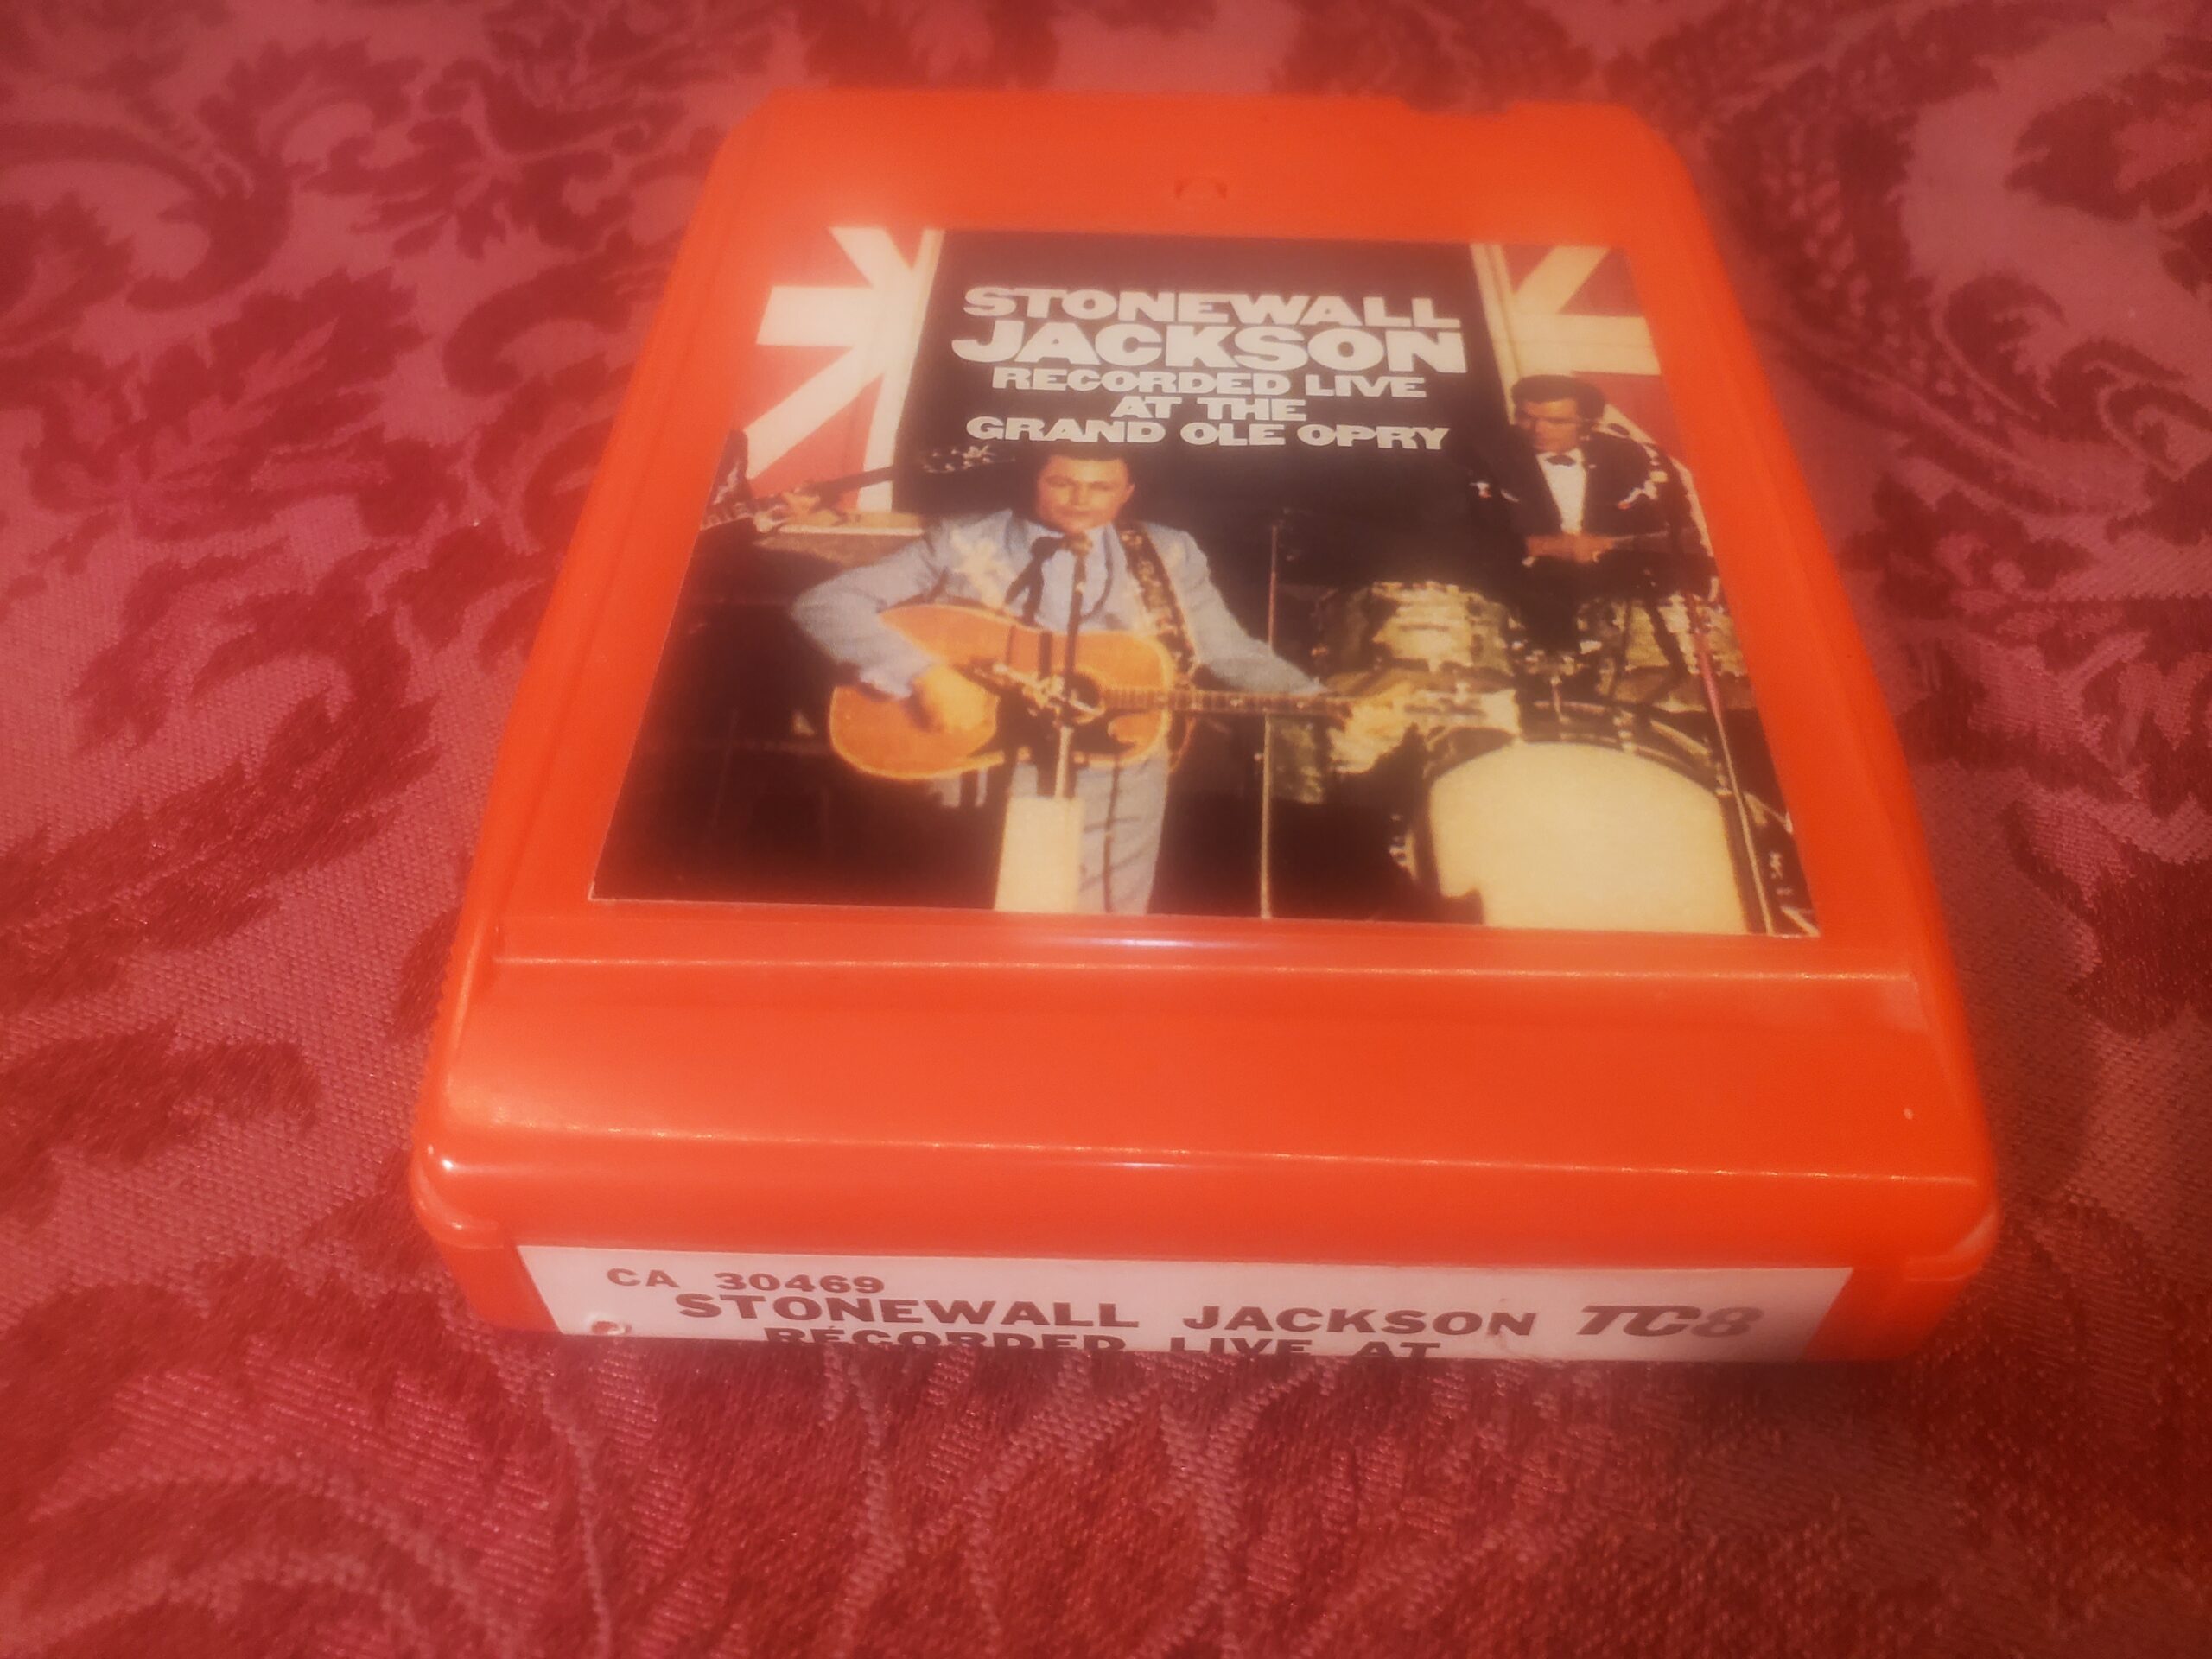 STONEWALL
JACKSON
RECORDED LIVE
AT THE
GRAND OLE OPRY
CA 30469
STONEWALL JACKSON TC8
RECORDED LIVE AT